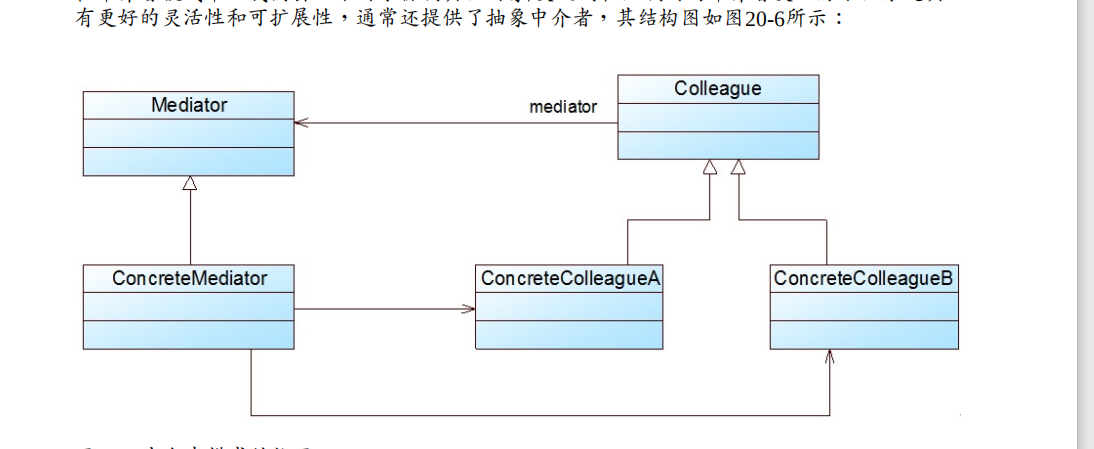 有更好的灵活性和可扩展性，通常还提供了抽象中介者，其结构图如图20-6所示：
Colleague
Mediator
mediator
ConcreteMediator
ConcreteColleagueA
ConcreteColleagueB